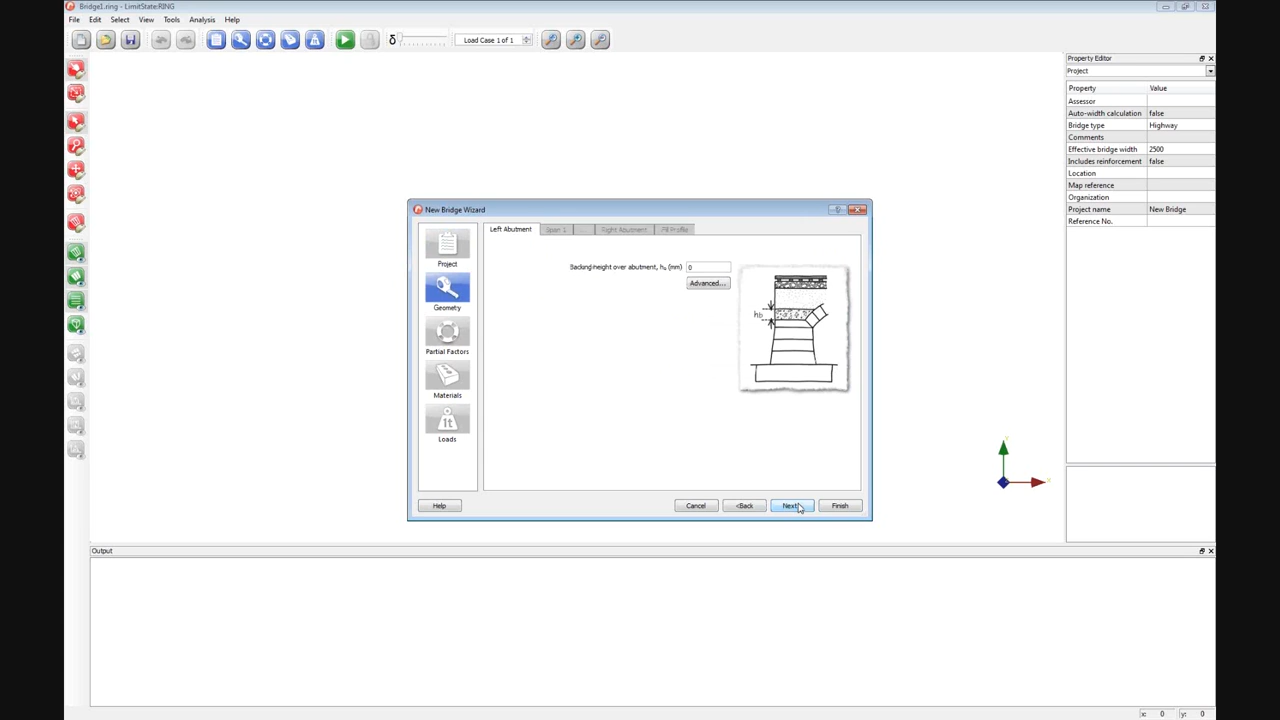 Bridge1.ring - LimitState:RING
File Edit Select View Tools Analysis Help
δ Load Case 1 of 1
Property Editor
Project
Property Value
Assessor
Auto-width calculation false
Bridge type Highway
Comments
Effective bridge width 2500
Includes reinforcement false
Location
Map reference
Organization
Project name New Bridge
Reference No.
New Bridge Wizard
Project
Geometry
Partial Factors
Materials
Loads
Left Abutment Span 1 ... Right Abutment Fill Profile
Backing height over abutment, hb (mm) 0
Advanced...
hb
Help Cancel <Back Next> Finish
Output
x: 0 y: 0